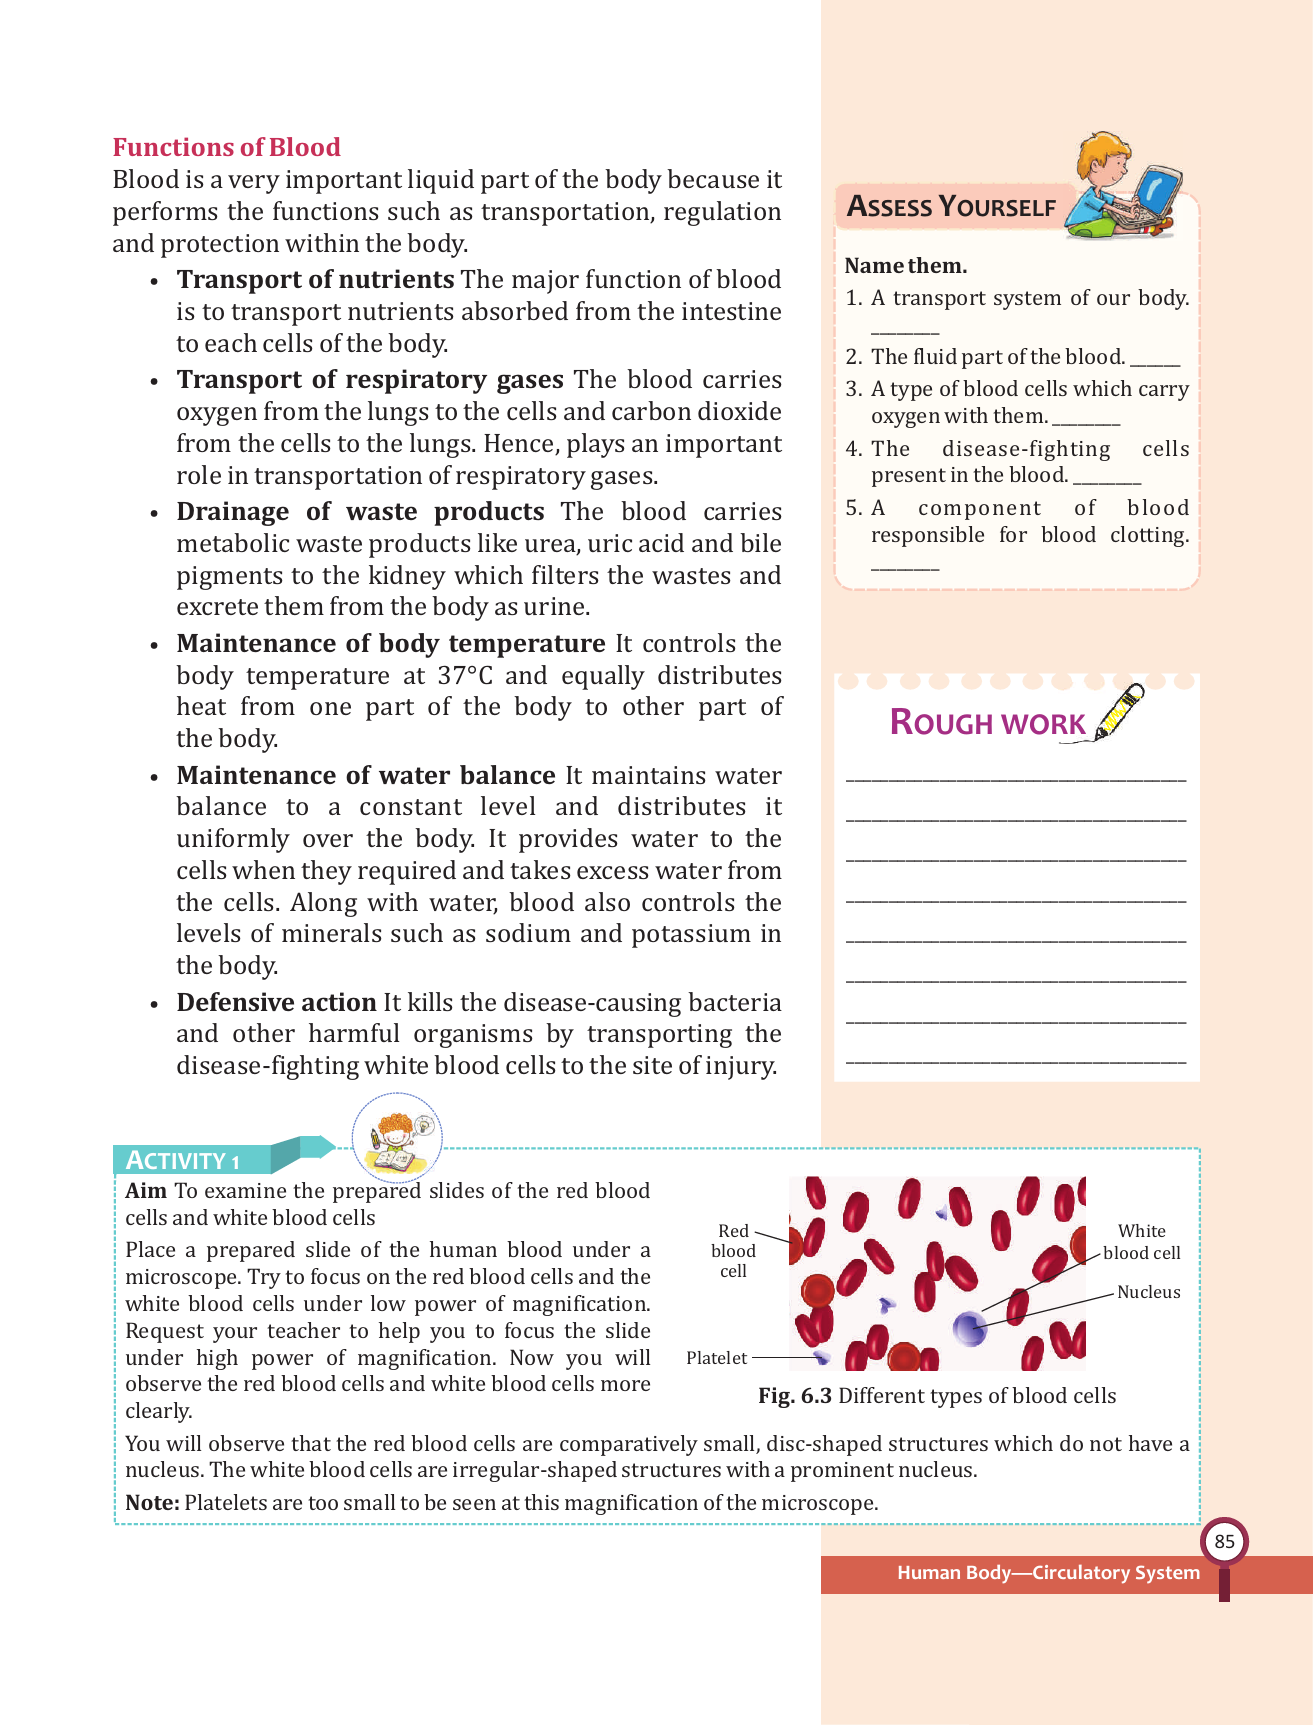 Functions of Blood
Blood is a very important liquid part of the body because it
performs the functions such as transportation, regulation
and protection within the body.
• Transport of nutrients The major function of blood
is to transport nutrients absorbed from the intestine
to each cells of the body.
• Transport of respiratory gases The blood carries
oxygen from the lungs to the cells and carbon dioxide
from the cells to the lungs. Hence, plays an important
role in transportation of respiratory gases.
• Drainage of waste products The blood carries
metabolic waste products like urea, uric acid and bile
pigments to the kidney which filters the wastes and
excrete them from the body as urine.
• Maintenance of body temperature It controls the
body temperature at 37°C and equally distributes
heat from one part of the body to other part of
the body.
• Maintenance of water balance It maintains water
balance to a constant level and distributes it
uniformly over the body. It provides water to the
cells when they required and takes excess water from
the cells. Along with water, blood also controls the
levels of minerals such as sodium and potassium in
the body.
• Defensive action It kills the disease-causing bacteria
and other harmful organisms by transporting the
disease-fighting white blood cells to the site of injury.
ASSESS YOURSELF
Name them.
1. A transport system of our body.
________
2. The fluid part of the blood. ______
3. A type of blood cells which carry
oxygen with them. ________
4. The disease-fighting cells
present in the blood. ________
5. A component of blood
responsible for blood clotting.
________
ROUGH WORK
ACTIVITY 1
Aim To examine the prepared slides of the red blood
cells and white blood cells
Place a prepared slide of the human blood under a
microscope. Try to focus on the red blood cells and the
white blood cells under low power of magnification.
Request your teacher to help you to focus the slide
under high power of magnification. Now you will
observe the red blood cells and white blood cells more
clearly.
Red
blood
cell
Platelet
White
blood cell
Nucleus
Fig. 6.3 Different types of blood cells
You will observe that the red blood cells are comparatively small, disc-shaped structures which do not have a
nucleus. The white blood cells are irregular-shaped structures with a prominent nucleus.
Note: Platelets are too small to be seen at this magnification of the microscope.
85
Human Body—Circulatory System